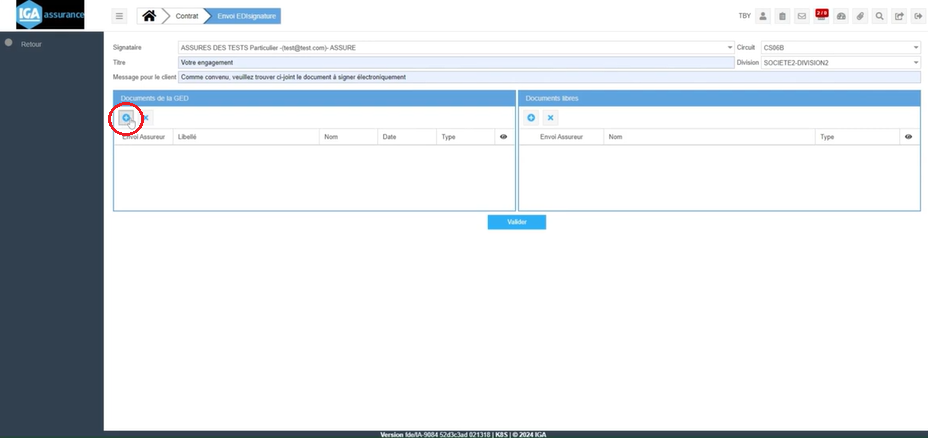 IGA assurance
Contrat
Envoi EDIsignature
TBY
2/8
Retour
Signataire
ASSURES DES TESTS Particulier -(test@test.com)- ASSURE
Circuit
CS06B
Titre
Votre engagement
Division
SOCIETE2-DIVISION2
Message pour le client
Comme convenu, veuillez trouver ci-joint le document à signer électroniquement
Documents de la GED
Documents libres
Envoi Assureur
Libellé
Nom
Date
Type
Envoi Assureur
Nom
Type
Valider
Version fdo/IA-9084 52d3c3ad 021318 | K8S | © 2024 IGA